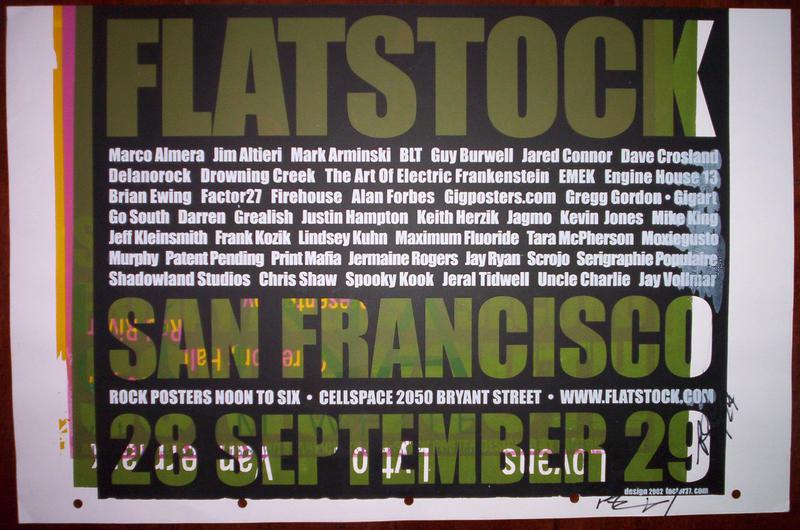 FLATSTOCK
Marco Almera Jim Altieri Mark Arminski BLT Guy Burwell Jared Connor Dave Crosland
Delanorock Drowning Creek The Art Of Electric Frankenstein EMEK Engine House 13
Brian Ewing Factor27 Firehouse Alan Forbes Gigposters.com Gregg Gordon • Gigart
Go South Darren Grealish Justin Hampton Keith Herzik Jagmo Kevin Jones Mike King
Jeff Kleinsmith Frank Kozik Lindsey Kuhn Maximum Fluoride Tara McPherson Moxiegusto
Murphy Patent Pending Print Mafia Jermaine Rogers Jay Ryan Scrojo Serigraphie Populaire
Shadowland Studios Chris Shaw Spooky Kook Jeral Tidwell Uncle Charlie Jay Vollmar
SAN FRANCISCO
ROCK POSTERS NOON TO SIX • CELLSPACE 2050 BRYANT STREET • WWW.FLATSTOCK.COM
28 SEPTEMBER 29
design 2002 factor27.com